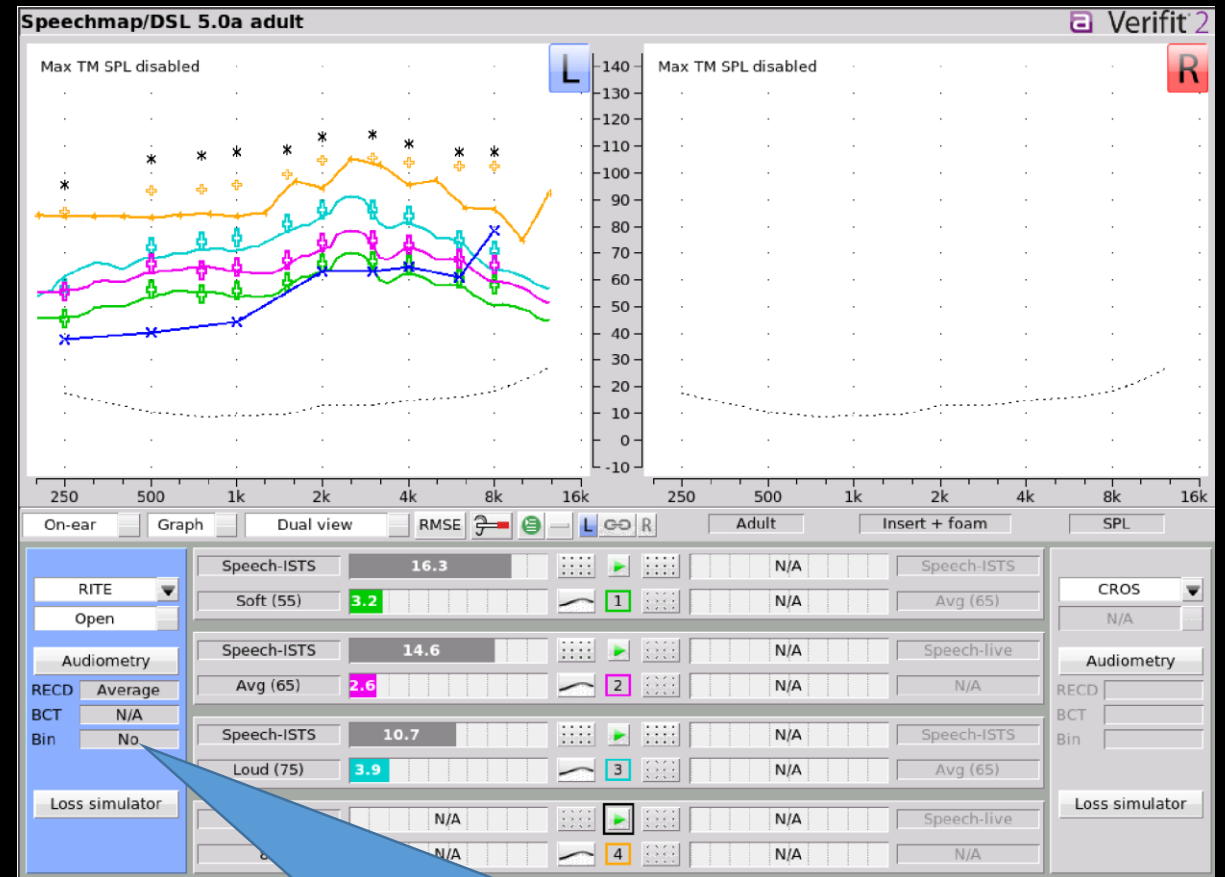 Speechmap/DSL 5.0a adult
a Verifit 2
Max TM SPL disabled
L
140
130
120
110
100
90
80
70
60
50
40
30
20
10
0
-10
Max TM SPL disabled
R
250 500 1k 2k 4k 8k 16k
250 500 1k 2k 4k 8k 16k
On-ear Graph Dual view RMSE L R Adult Insert + foam SPL
RITE
Open
Audiometry
RECD Average
BCT N/A
Bin No
Loss simulator
Speech-ISTS 16.3 N/A Speech-ISTS
Soft (55) 3.2 1 N/A Avg (65)
Speech-ISTS 14.6 N/A Speech-live
Avg (65) 2.6 2 N/A N/A
Speech-ISTS 10.7 N/A Speech-ISTS
Loud (75) 3.9 3 N/A Avg (65)
N/A N/A Speech-live
N/A 4 N/A N/A
CROS
N/A
Audiometry
RECD
BCT
Bin
Loss simulator